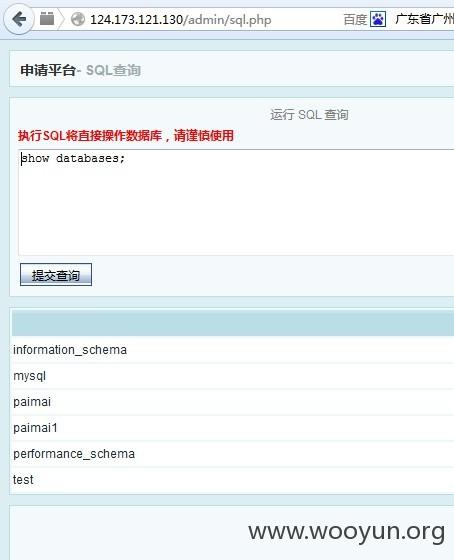 124.173.121.130/admin/sql.php 百度 广东省广州
申请平台- SQL查询
运行 SQL 查询
执行SQL将直接操作数据库，请谨慎使用
show databases;
提交查询
information_schema
mysql
paimai
paimai1
performance_schema
test
www.wooyun.org